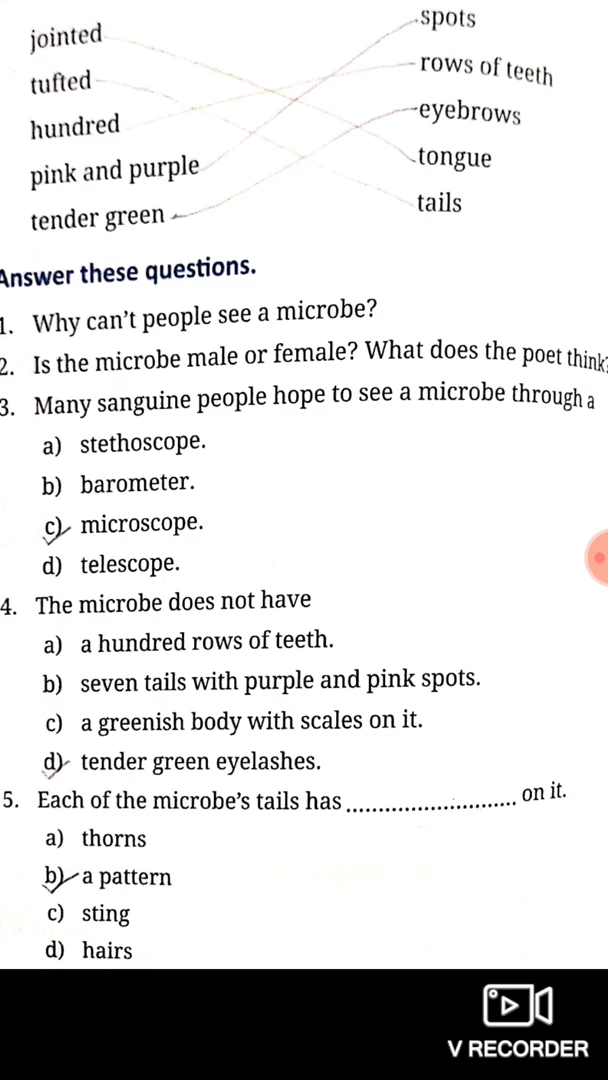 jointed
spots
tufted
rows of teeth
hundred
eyebrows
pink and purple
tongue
tender green
tails
Answer these questions.
1. Why can't people see a microbe?
2. Is the microbe male or female? What does the poet think?
3. Many sanguine people hope to see a microbe through a
a) stethoscope.
b) barometer.
c) microscope.
d) telescope.
4. The microbe does not have
a) a hundred rows of teeth.
b) seven tails with purple and pink spots.
c) a greenish body with scales on it.
d) tender green eyelashes.
5. Each of the microbe's tails has .......................... on it.
a) thorns
b) a pattern
c) sting
d) hairs
V RECORDER